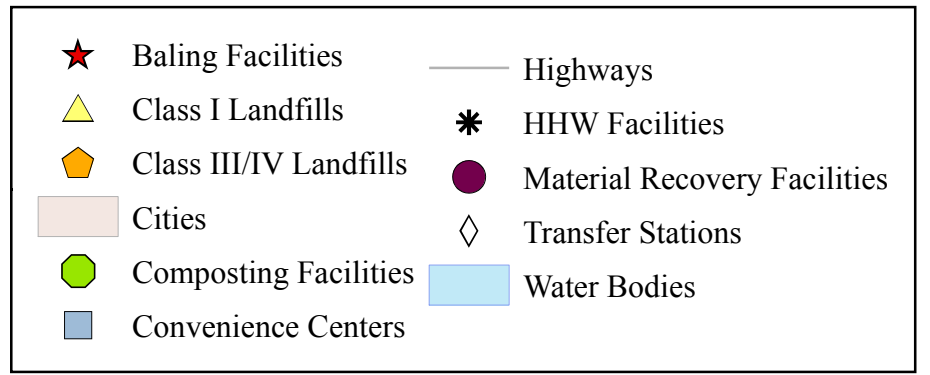 Baling Facilities
Class I Landfills
Class III/IV Landfills
Cities
Composting Facilities
Convenience Centers
Highways
HHW Facilities
Material Recovery Facilities
Transfer Stations
Water Bodies